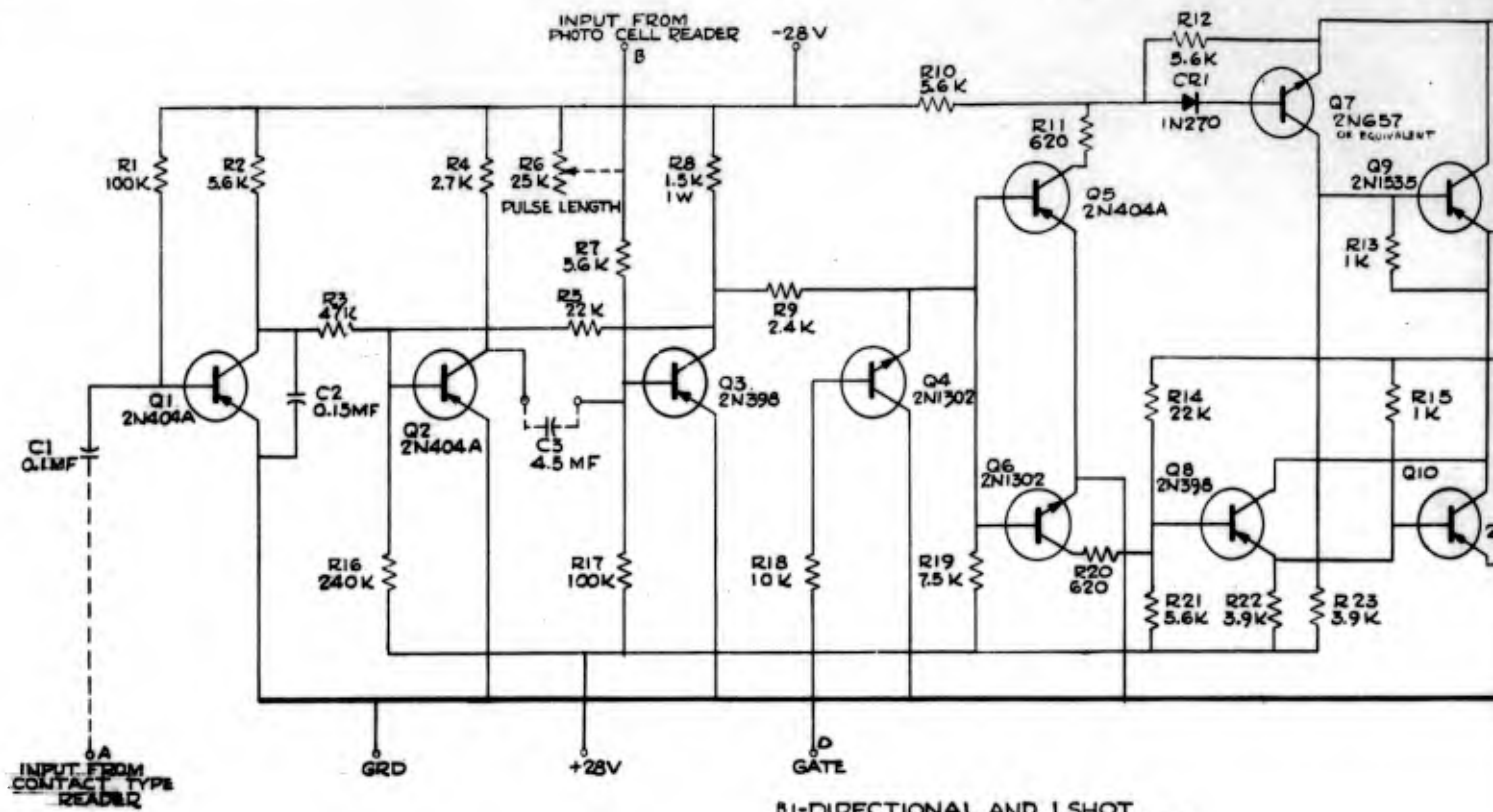 INPUT FROM
PHOTO CELL READER
B
-28V
R12
5.6K
CR1
1N270
R10
5.6K
Q7
2N657
OR EQUIVALENT
R11
620
R1
100K
R2
5.6K
R4
2.7K
R6
25K
PULSE LENGTH
R8
1.5K
1W
Q5
2N404A
Q9
2N1535
R7
5.6K
R13
1K
R3
47K
R5
22K
R9
2.4K
Q1
2N404A
C2
0.15MF
Q2
2N404A
C3
4.5MF
Q3
2N398
Q4
2N1302
R14
22K
R15
1K
C1
0.1MF
Q6
2N1302
Q8
2N398
Q10
2
R16
240K
R17
100K
R18
10K
R19
7.5K
R20
620
R21
5.6K
R22
3.9K
R23
3.9K
A
INPUT FROM
CONTACT TYPE
READER
GRD
+28V
D
GATE
BI-DIRECTIONAL AND 1 SHOT